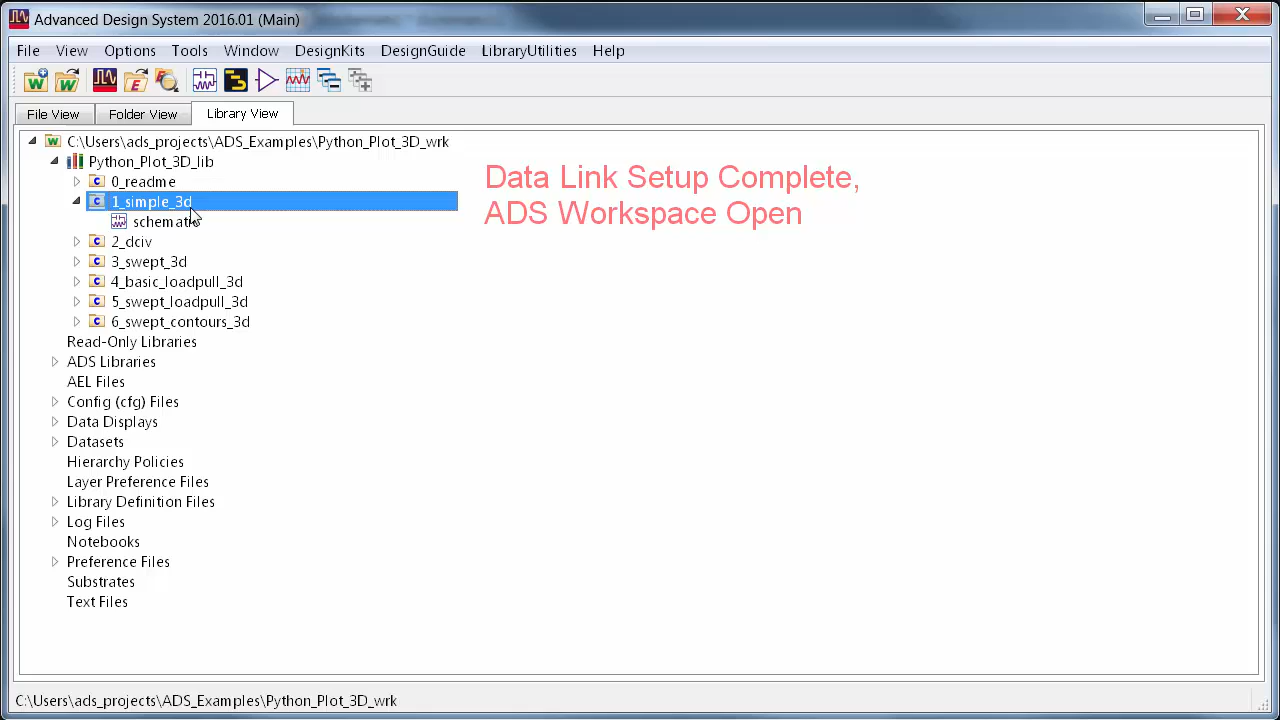 Advanced Design System 2016.01 (Main)
File View Options Tools Window DesignKits DesignGuide LibraryUtilities Help
File View Folder View Library View
C:\Users\ads_projects\ADS_Examples\Python_Plot_3D_wrk
Python_Plot_3D_lib
0_readme
1_simple_3d
2_dciv
3_swept_3d
4_basic_loadpull_3d
5_swept_loadpull_3d
6_swept_contours_3d
Read-Only Libraries
ADS Libraries
AEL Files
Config (cfg) Files
Data Displays
Datasets
Hierarchy Policies
Layer Preference Files
Library Definition Files
Log Files
Notebooks
Preference Files
Substrates
Text Files
Data Link Setup Complete,
ADS Workspace Open
C:\Users\ads_projects\ADS_Examples\Python_Plot_3D_wrk